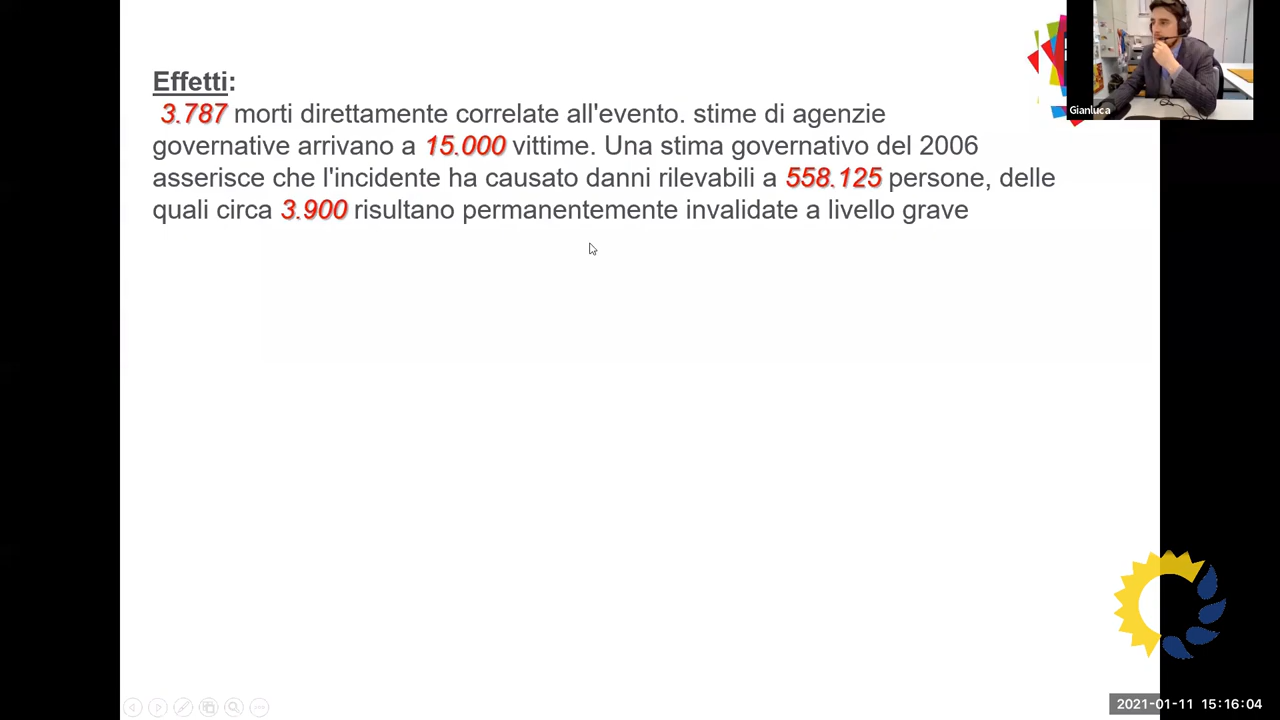 Effetti:
3.787 morti direttamente correlate all'evento. stime di agenzie
governative arrivano a 15.000 vittime. Una stima governativo del 2006
asserisce che l'incidente ha causato danni rilevabili a 558.125 persone, delle
quali circa 3.900 risultano permanentemente invalidate a livello grave
Gianluca
2021-01-11 15:16:04